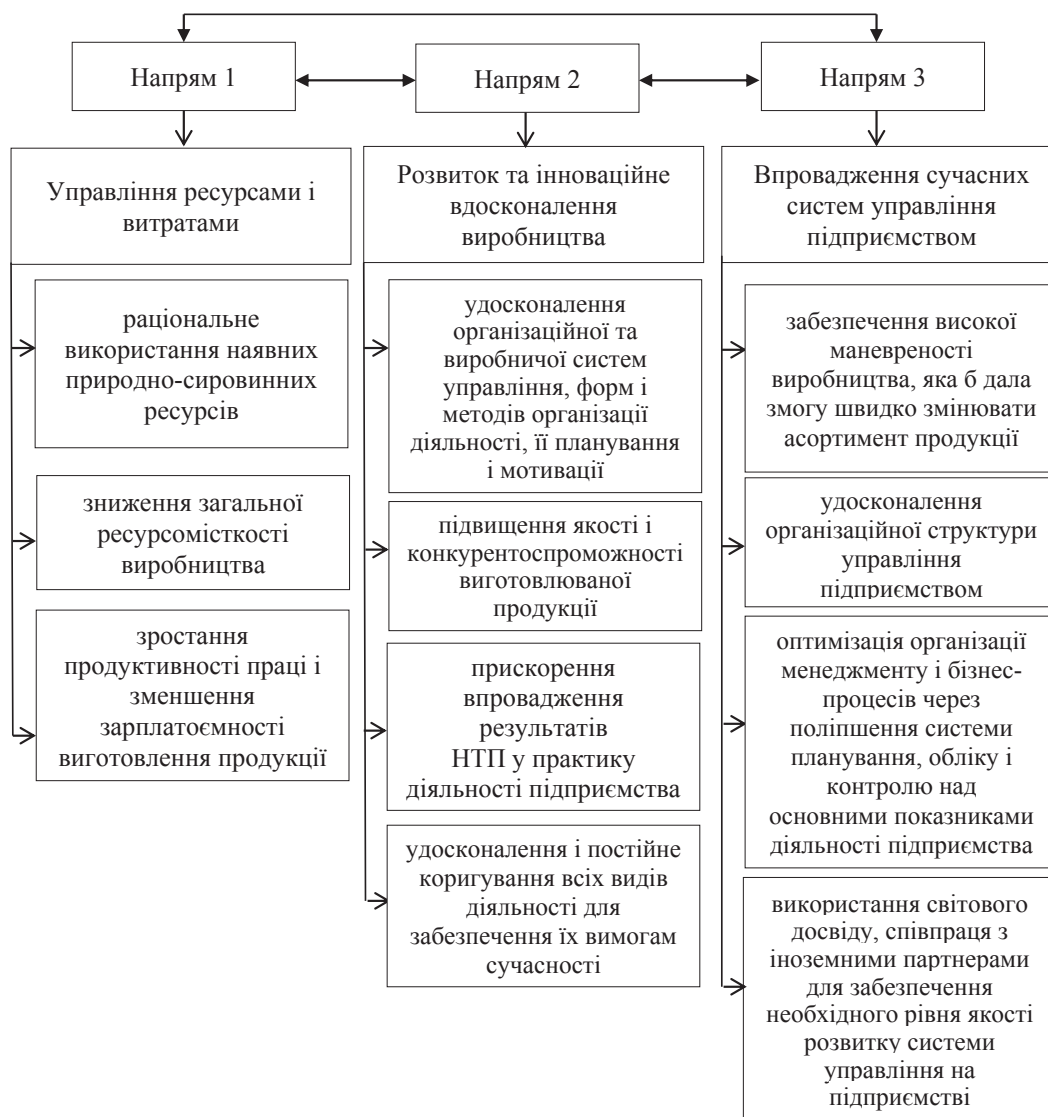 Напрям 1
Напрям 2
Напрям 3
Управління ресурсами і
витратами
раціональне
використання наявних
природно-сировинних
ресурсів
зниження загальної
ресурсомісткості
виробництва
зростання
продуктивності праці і
зменшення
зарплатоємності
виготовлення продукції
Розвиток та інноваційне
вдосконалення
виробництва
удосконалення
організаційної та
виробничої систем
управління, форм і
методів організації
діяльності, її планування
і мотивації
підвищення якості і
конкурентоспроможності
виготовлюваної
продукції
прискорення
впровадження
результатів
НТП у практику
діяльності підприємства
удосконалення і постійне
коригування всіх видів
діяльності для
забезпечення їх вимогам
сучасності
Впровадження сучасних
систем управління
підприємством
забезпечення високої
маневреності
виробництва, яка б дала
змогу швидко змінювати
асортимент продукції
удосконалення
організаційної структури
управління
підприємством
оптимізація організації
менеджменту і бізнес-
процесів через
поліпшення системи
планування, обліку і
контролю над
основними показниками
діяльності підприємства
використання світового
досвіду, співпраця з
іноземними партнерами
для забезпечення
необхідного рівня якості
розвитку системи
управління на
підприємстві